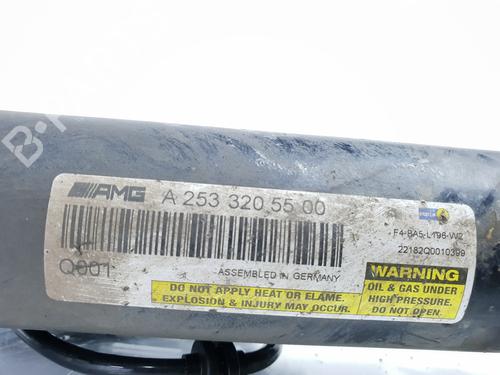 AMG A 253 320 55 00
F4-BA5-L196-W2
22182Q0010399
Q001
ASSEMBLED IN GERMANY
DO NOT APPLY HEAT OR FLAME.
EXPLOSION & INJURY MAY OCCUR.
WARNING
OIL & GAS UNDER
HIGH PRESSURE.
DO NOT OPEN.
B-PARTS